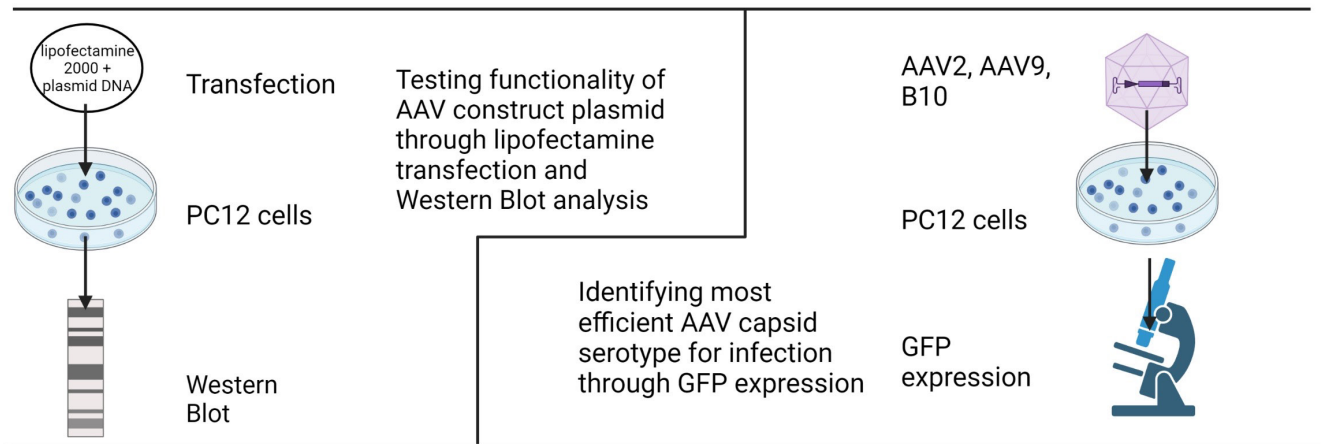 lipofectamine
2000 +
plasmid DNA
Transfection
PC12 cells
Western
Blot
Testing functionality of
AAV construct plasmid
through lipofectamine
transfection and
Western Blot analysis
Identifying most
efficient AAV capsid
serotype for infection
through GFP expression
AAV2, AAV9,
B10
PC12 cells
GFP
expression